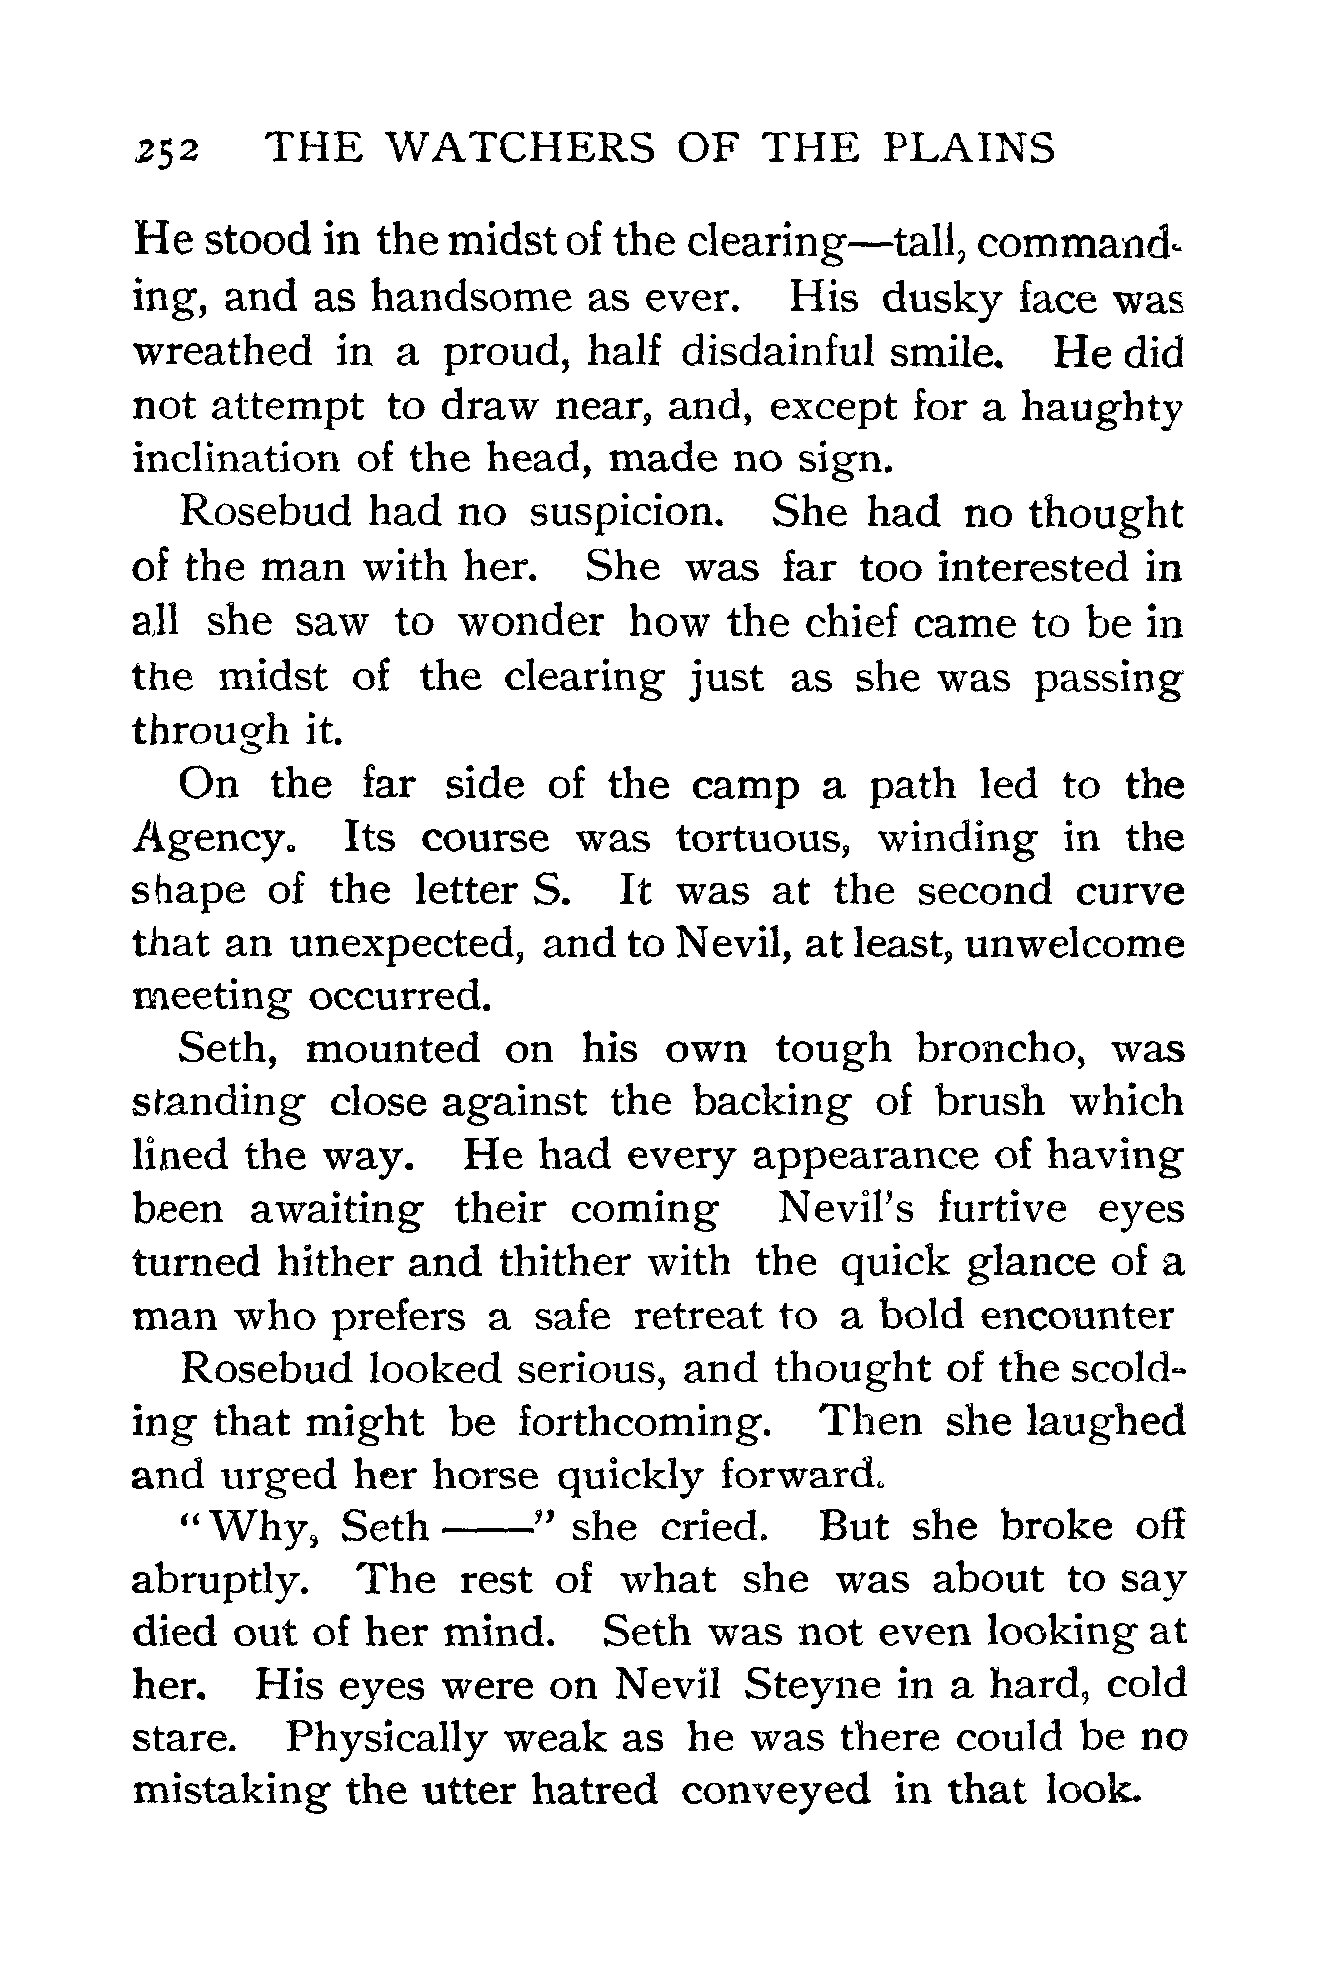 252 THE WATCHERS OF THE PLAINS
He stood in the midst of the clearing—tall, command-
ing, and as handsome as ever. His dusky face was
wreathed in a proud, half disdainful smile. He did
not attempt to draw near, and, except for a haughty
inclination of the head, made no sign.
Rosebud had no suspicion. She had no thought
of the man with her. She was far too interested in
all she saw to wonder how the chief came to be in
the midst of the clearing just as she was passing
through it.
On the far side of the camp a path led to the
Agency. Its course was tortuous, winding in the
shape of the letter S. It was at the second curve
that an unexpected, and to Nevil, at least, unwelcome
meeting occurred.
Seth, mounted on his own tough broncho, was
standing close against the backing of brush which
lined the way. He had every appearance of having
been awaiting their coming Nevil's furtive eyes
turned hither and thither with the quick glance of a
man who prefers a safe retreat to a bold encounter
Rosebud looked serious, and thought of the scold-
ing that might be forthcoming. Then she laughed
and urged her horse quickly forward.
"Why, Seth ——" she cried. But she broke off
abruptly. The rest of what she was about to say
died out of her mind. Seth was not even looking at
her. His eyes were on Nevil Steyne in a hard, cold
stare. Physically weak as he was there could be no
mistaking the utter hatred conveyed in that look.